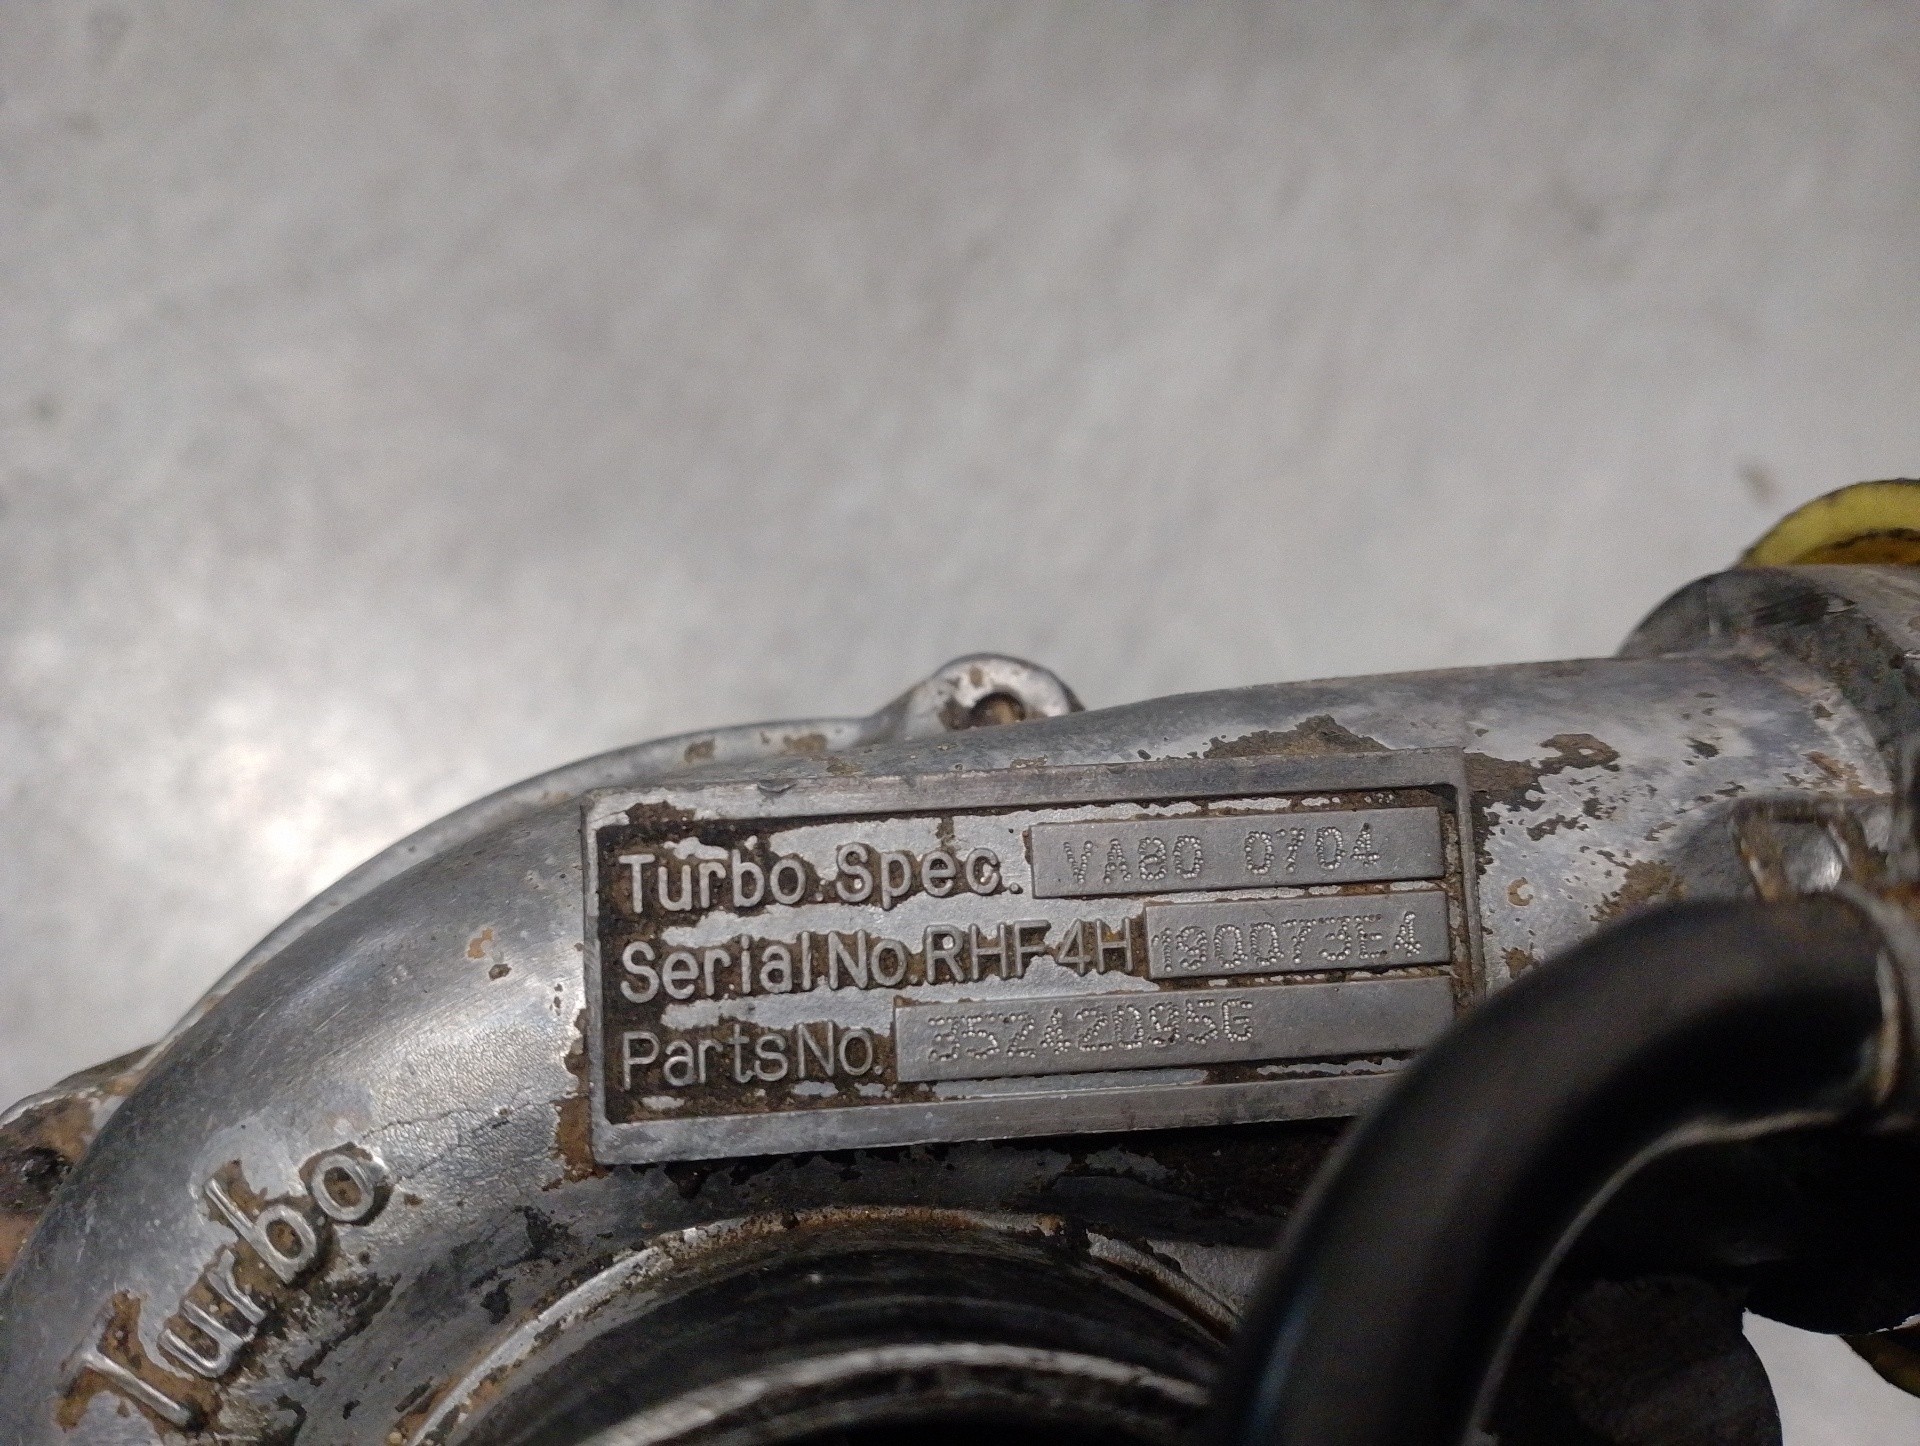 Turbo Spec. VA80 0704
Serial No. RHF4H 190073E4
Parts No. 35242095G
Turbo